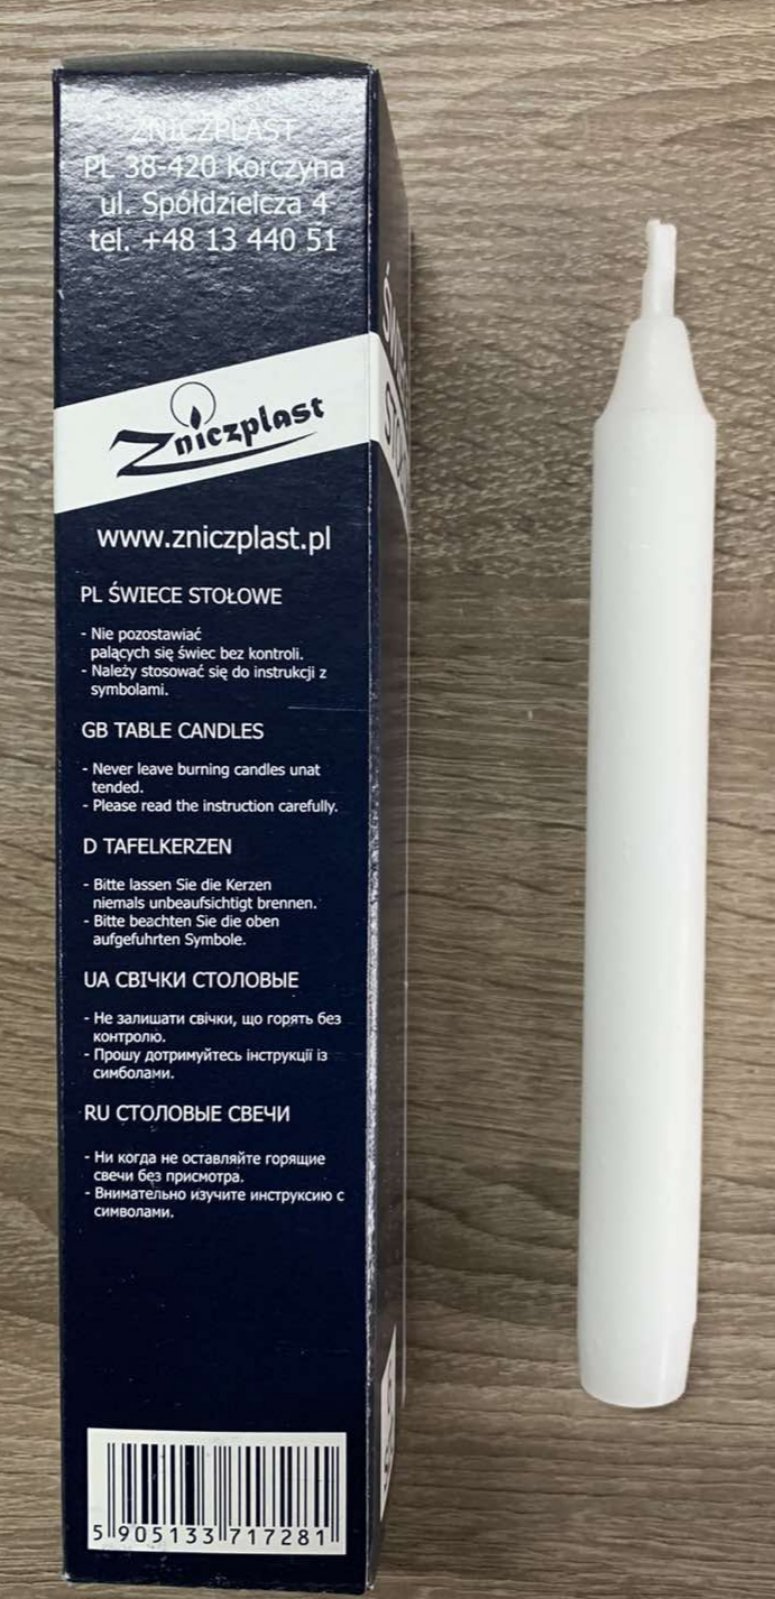 ZNICZPLAST
PL 38-420 Korczyna
ul. Spółdzielcza 4
tel. +48 13 440 51
Zniczplast
www.zniczplast.pl
PL ŚWIECE STOŁOWE
- Nie pozostawiać
palących się świec bez kontroli.
- Należy stosować się do instrukcji z
symbolami.
GB TABLE CANDLES
- Never leave burning candles unat
tended.
- Please read the instruction carefully.
D TAFELKERZEN
- Bitte lassen Sie die Kerzen
niemals unbeaufsichtigt brennen.
- Bitte beachten Sie die oben
aufgefuhrten Symbole.
UA СВІЧКИ СТОЛОВЫЕ
- Не залишати свічки, що горять без
контролю.
- Прошу дотримуйтесь інструкції із
симболами.
RU СТОЛОВЫЕ СВЕЧИ
- Ни когда не оставляйте горящие
свечи без присмотра.
- Внимательно изучите инструксию с
символами.
5 905133 717281